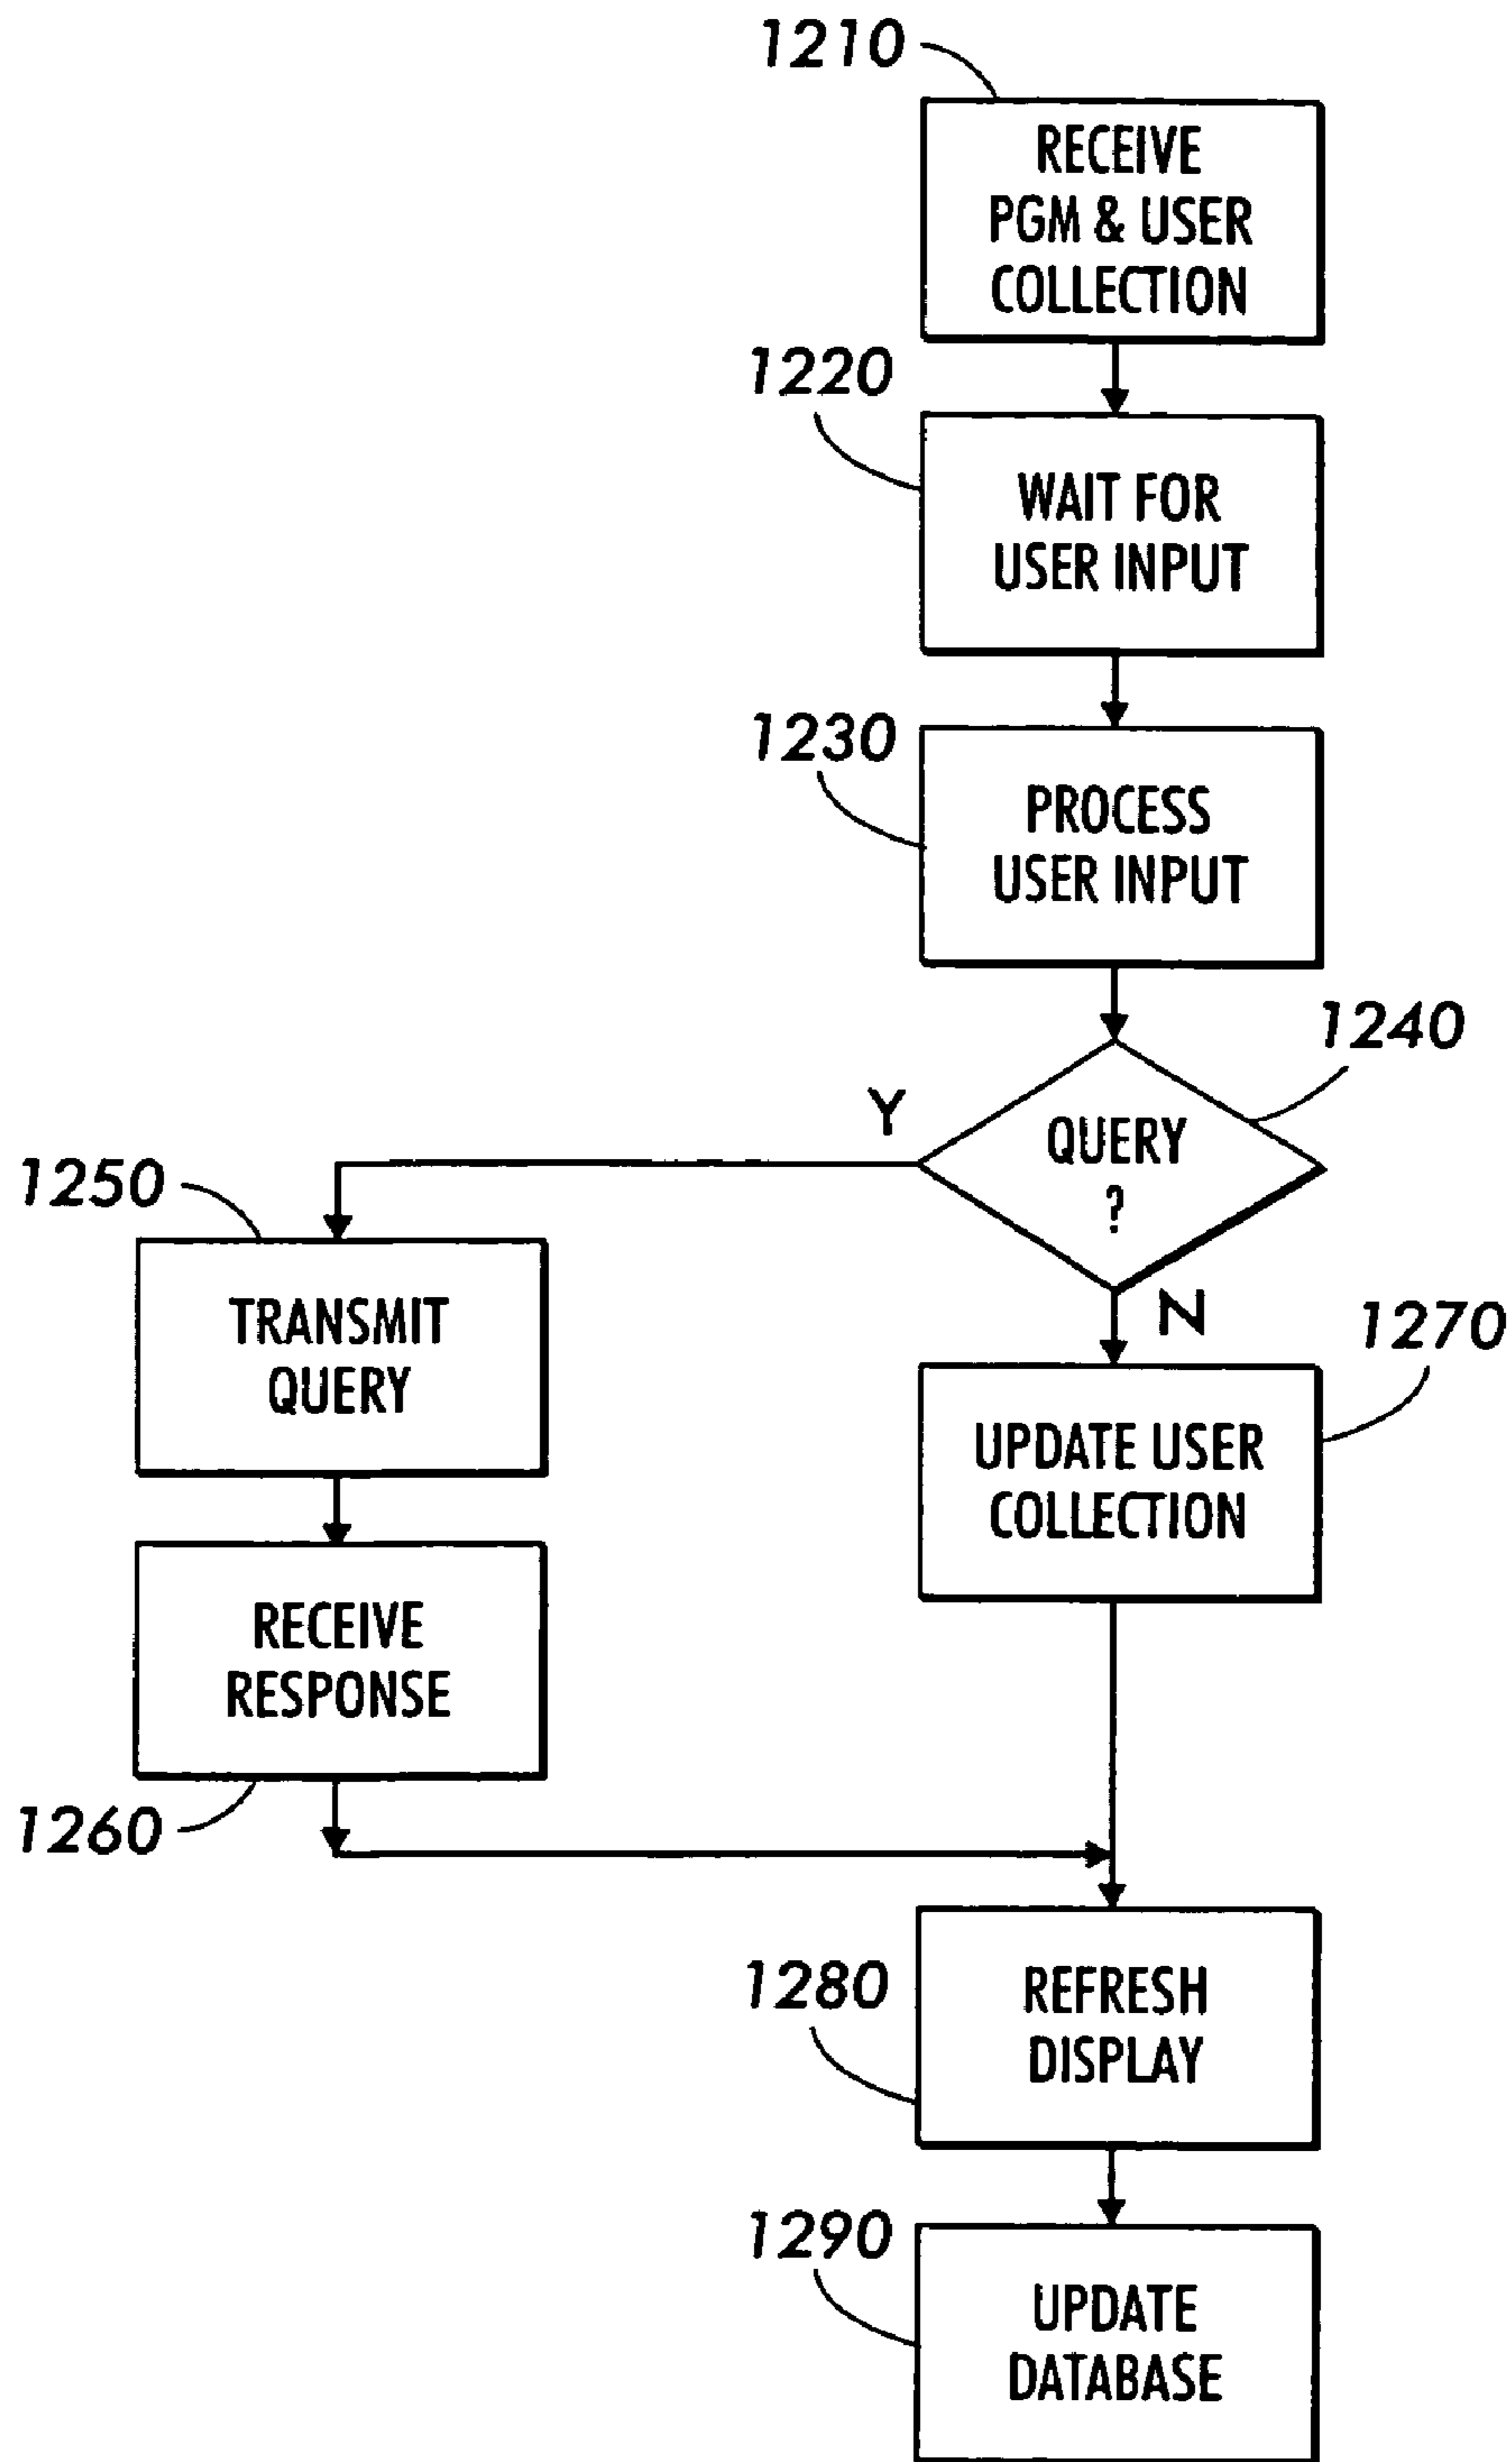 1210
RECEIVE
PGM & USER
COLLECTION
1220
WAIT FOR
USER INPUT
1230
PROCESS
USER INPUT
1240
QUERY
?
Y
N
1250
TRANSMIT
QUERY
1260
RECEIVE
RESPONSE
1270
UPDATE USER
COLLECTION
1280
REFRESH
DISPLAY
1290
UPDATE
DATABASE